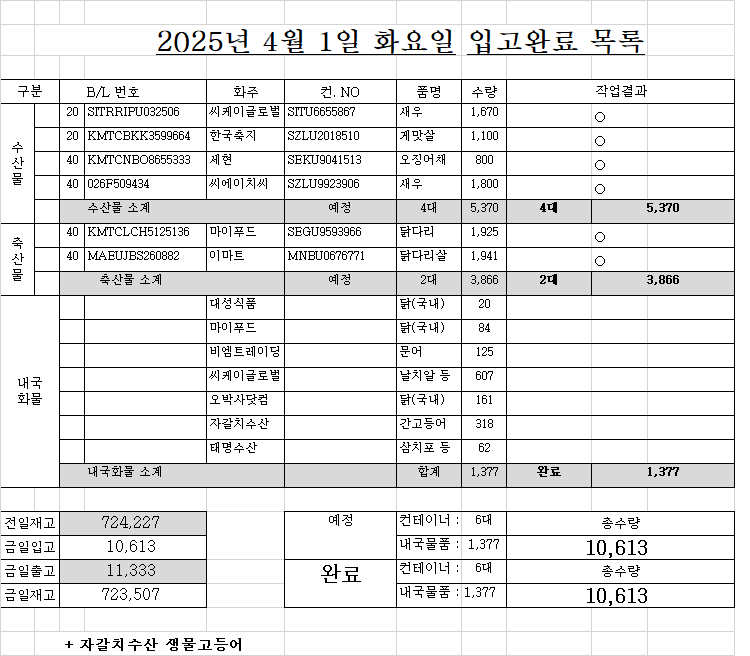 2025년 4월 1일 화요일 입고완료 목록
구분 B/L 번호 화주 컨. NO 품명 수량 작업결과
수산물
20 SITRRIPU032506 씨케이글로벌 SITU6655867 새우 1,670 ○
20 KMTCBKK3599664 한국축지 SZLU2018510 게맛살 1,100 ○
40 KMTCNBO8655333 세현 SEKU9041513 오징어채 800 ○
40 026F509434 씨에이치씨 SZLU9923906 새우 1,800 ○
수산물 소계 예정 4대 5,370 4대 5,370
축산물
40 KMTCLCH5125136 마이푸드 SEGU9593966 닭다리 1,925 ○
40 MAEUJBS260882 이마트 MNBU0676771 닭다리살 1,941 ○
축산물 소계 예정 2대 3,866 2대 3,866
내국
화물
대성식품 닭(국내) 20
마이푸드 닭(국내) 84
비엠트레이딩 문어 125
씨케이글로벌 날치알 등 607
오박사닷컴 닭(국내) 161
자갈치수산 간고등어 318
태명수산 삼치포 등 62
내국화물 소계 합계 1,377 완료 1,377
전일재고 724,227 예정 컨테이너 : 6대 총수량
금일입고 10,613 내국물품 : 1,377 10,613
금일출고 11,333 완료 컨테이너 : 6대 총수량
금일재고 723,507 내국물품 : 1,377 10,613
+ 자갈치수산 생물고등어